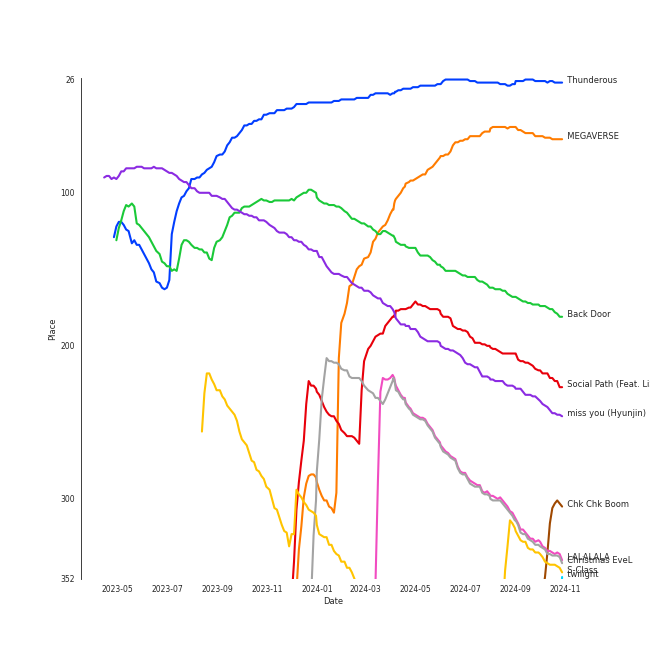 26
100
200
300
352
Place
2023-05
2023-07
2023-09
2023-11
2024-01
2024-03
2024-05
2024-07
2024-09
2024-11
Date
Thunderous
MEGAVERSE
Back Door
Social Path (Feat. Li
miss you (Hyunjin)
Chk Chk Boom
LALALALA
Christmas EveL
S-Class
twilight